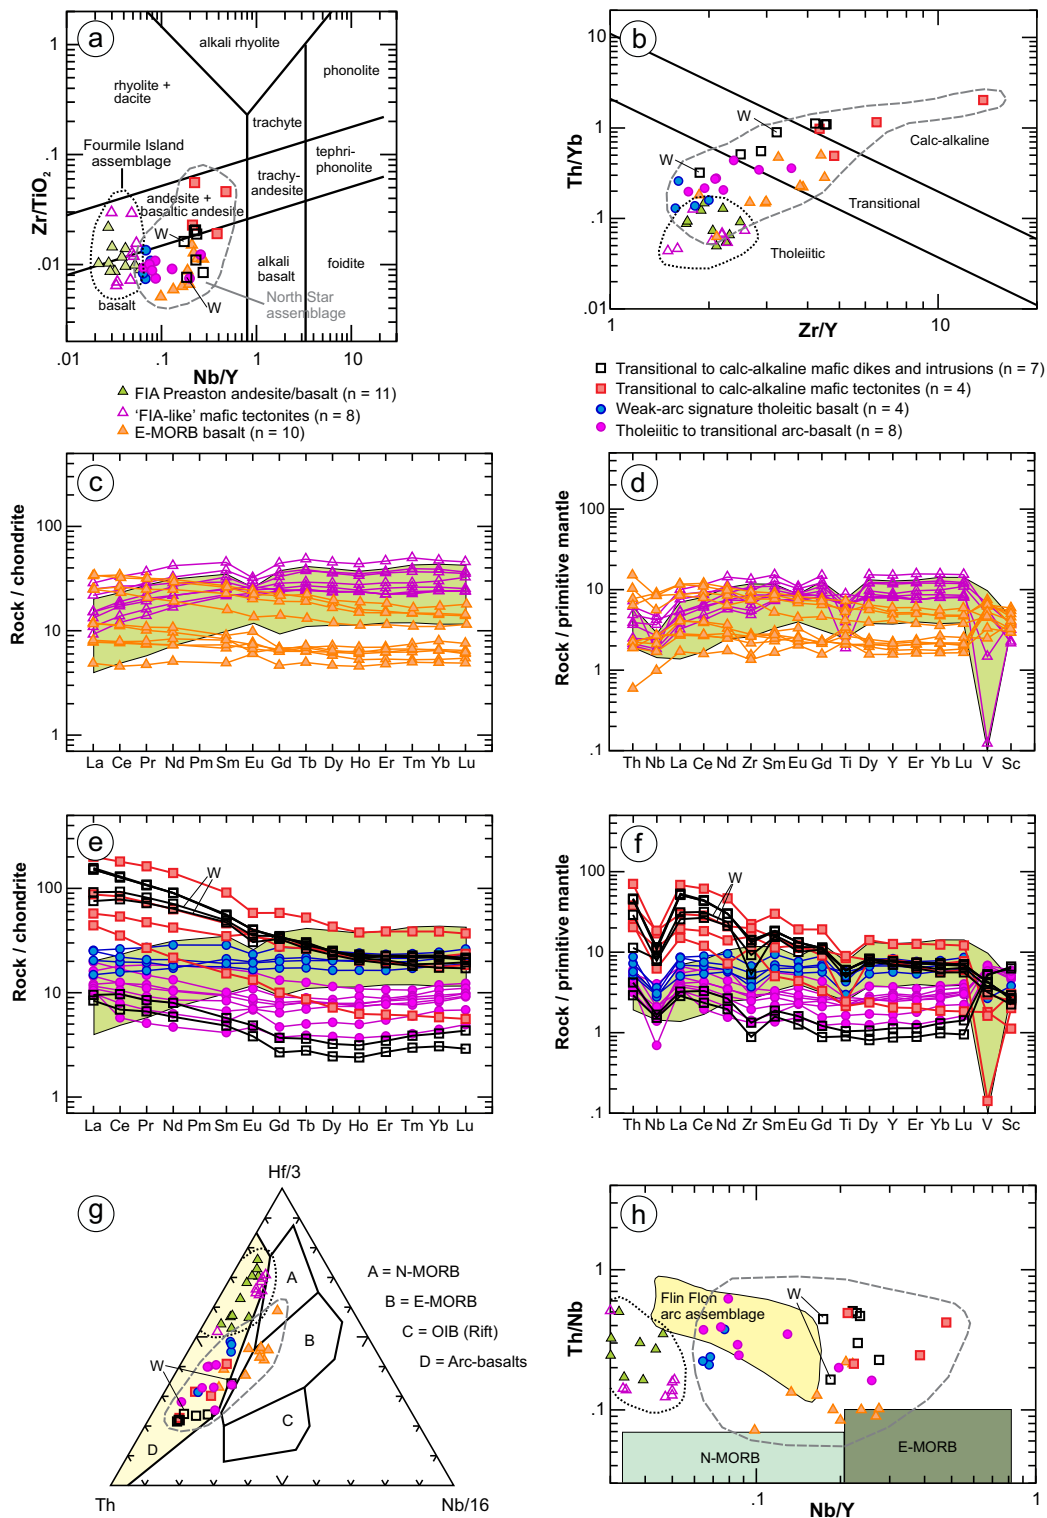 a
alkali rhyolite
phonolite
rhyolite +
dacite
trachyte
Fourmile Island
assemblage
tephri-
phonolite
trachy-
andesite
andesite +
basaltic andesite
W
alkali
basalt
foidite
basalt
North Star
assemblage
W
Zr/TiO2
1
.1
.01
.01
.1
1
10
Nb/Y
b
W
Calc-alkaline
W
Transitional
Tholeiitic
Th/Yb
10
1
.1
.01
1
10
Zr/Y
FIA Preaston andesite/basalt (n = 11)
'FIA-like' mafic tectonites (n = 8)
E-MORB basalt (n = 10)
Transitional to calc-alkaline mafic dikes and intrusions (n = 7)
Transitional to calc-alkaline mafic tectonites (n = 4)
Weak-arc signature tholeiitic basalt (n = 4)
Tholeiitic to transitional arc-basalt (n = 8)
c
Rock / chondrite
100
10
1
La Ce Pr Nd Pm Sm Eu Gd Tb Dy Ho Er Tm Yb Lu
d
Rock / primitive mantle
100
10
1
.1
Th Nb La Ce Nd Zr Sm Eu Gd Ti Dy Y Er Yb Lu V Sc
e
W
Rock / chondrite
100
10
1
La Ce Pr Nd Pm Sm Eu Gd Tb Dy Ho Er Tm Yb Lu
f
W
Rock / primitive mantle
100
10
1
.1
Th Nb La Ce Nd Zr Sm Eu Gd Ti Dy Y Er Yb Lu V Sc
g
Hf/3
A
B
C
D
W
Th
Nb/16
A = N-MORB
B = E-MORB
C = OIB (Rift)
D = Arc-basalts
h
Flin Flon
arc assemblage
W
W
N-MORB
E-MORB
Th/Nb
1
.1
.1
1
Nb/Y